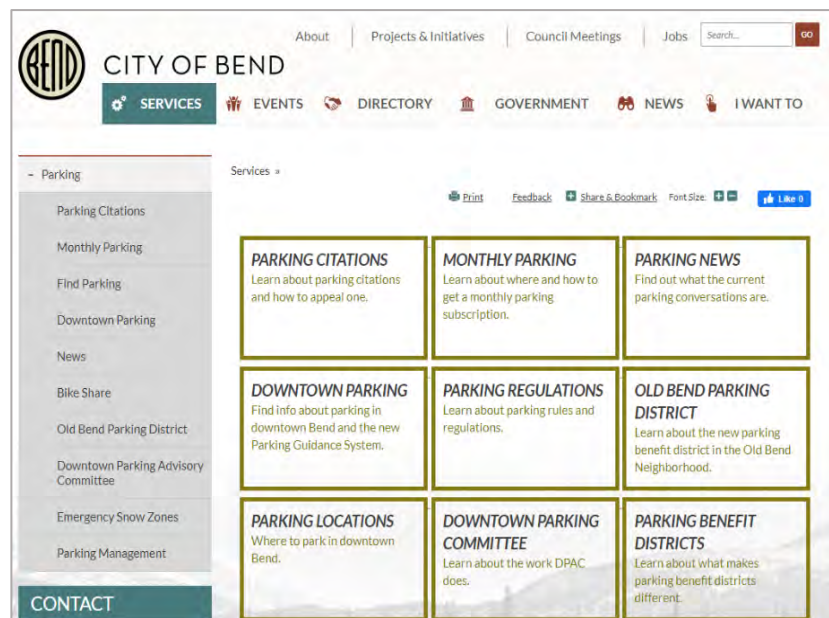 About
Projects & Initiatives
Council Meetings
Jobs
Search...
GO
BEND
CITY OF BEND
SERVICES
EVENTS
DIRECTORY
GOVERNMENT
NEWS
I WANT TO
- Parking
Parking Citations
Monthly Parking
Find Parking
Downtown Parking
News
Bike Share
Old Bend Parking District
Downtown Parking Advisory
Committee
Emergency Snow Zones
Parking Management
CONTACT
Services »
Print
Feedback
+ Share & Bookmark
Font Size: + -
Like 0
PARKING CITATIONS
Learn about parking citations
and how to appeal one.
MONTHLY PARKING
Learn about where and how to
get a monthly parking
subscription.
PARKING NEWS
Find out what the current
parking conversations are.
DOWNTOWN PARKING
Find info about parking in
downtown Bend and the new
Parking Guidance System.
PARKING REGULATIONS
Learn about parking rules and
regulations.
OLD BEND PARKING
DISTRICT
Learn about the new parking
benefit district in the Old Bend
Neighborhood.
PARKING LOCATIONS
Where to park in downtown
Bend.
DOWNTOWN PARKING
COMMITTEE
Learn about the work DPAC
does.
PARKING BENEFIT
DISTRICTS
Learn about what makes
parking benefit districts
different.